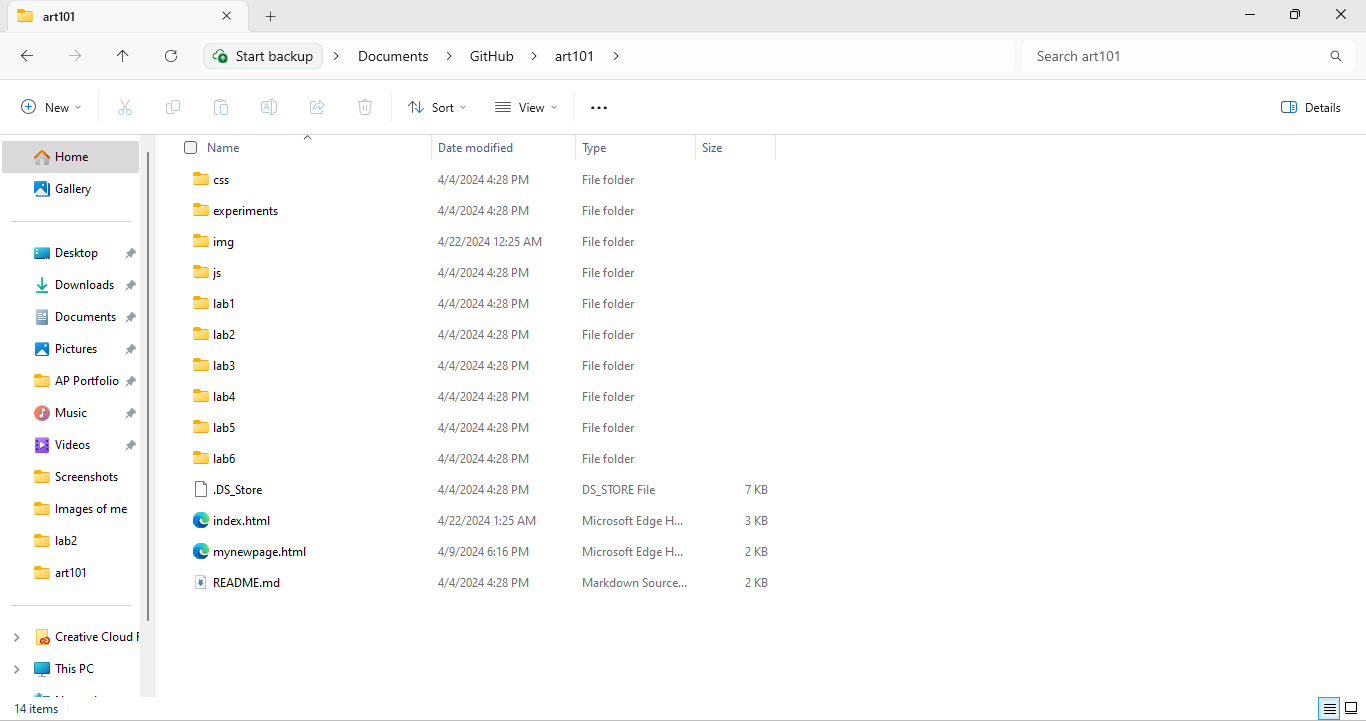 art101
Start backup > Documents > GitHub > art101 >
Search art101
New
Sort
View
Details
Home
Gallery
Desktop
Downloads
Documents
Pictures
AP Portfolio
Music
Videos
Screenshots
Images of me
lab2
art101
Creative Cloud F
This PC
Name Date modified Type Size
css 4/4/2024 4:28 PM File folder
experiments 4/4/2024 4:28 PM File folder
img 4/22/2024 12:25 AM File folder
js 4/4/2024 4:28 PM File folder
lab1 4/4/2024 4:28 PM File folder
lab2 4/4/2024 4:28 PM File folder
lab3 4/4/2024 4:28 PM File folder
lab4 4/4/2024 4:28 PM File folder
lab5 4/4/2024 4:28 PM File folder
lab6 4/4/2024 4:28 PM File folder
.DS_Store 4/4/2024 4:28 PM DS_STORE File 7 KB
index.html 4/22/2024 1:25 AM Microsoft Edge H... 3 KB
mynewpage.html 4/9/2024 6:16 PM Microsoft Edge H... 2 KB
README.md 4/4/2024 4:28 PM Markdown Source... 2 KB
14 items